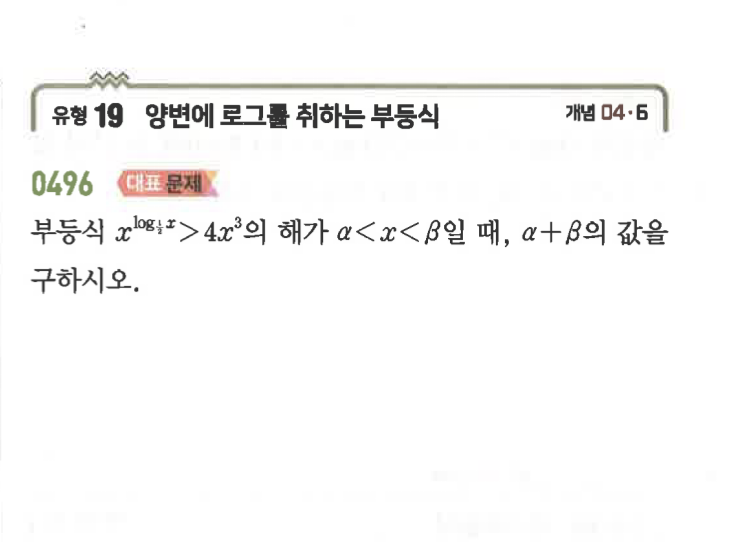 유형 19 양변에 로그를 취하는 부등식 개념 04·6
0496 대표 문제
부등식 $x^{\log_{\frac{1}{2}}x}>4x^3$의 해가 $\alpha<x<\beta$일 때, $\alpha+\beta$의 값을
구하시오.